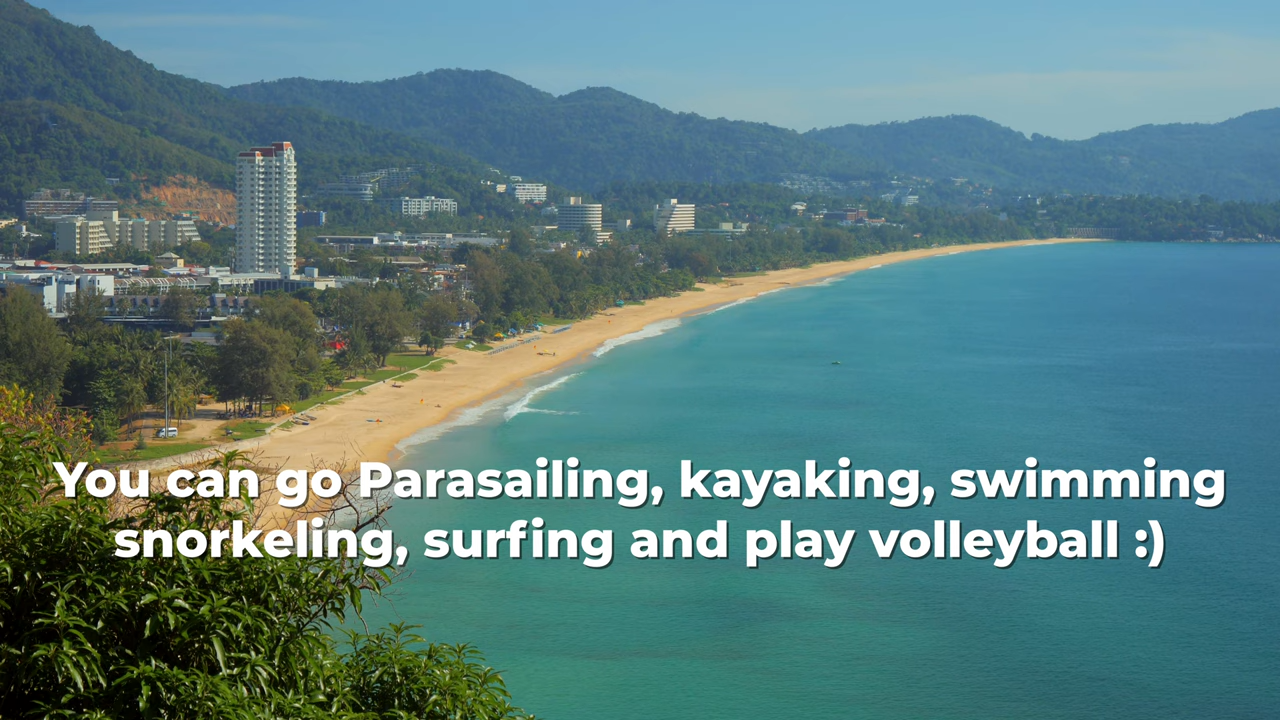 You can go Parasailing, kayaking, swimming
snorkeling, surfing and play volleyball :)